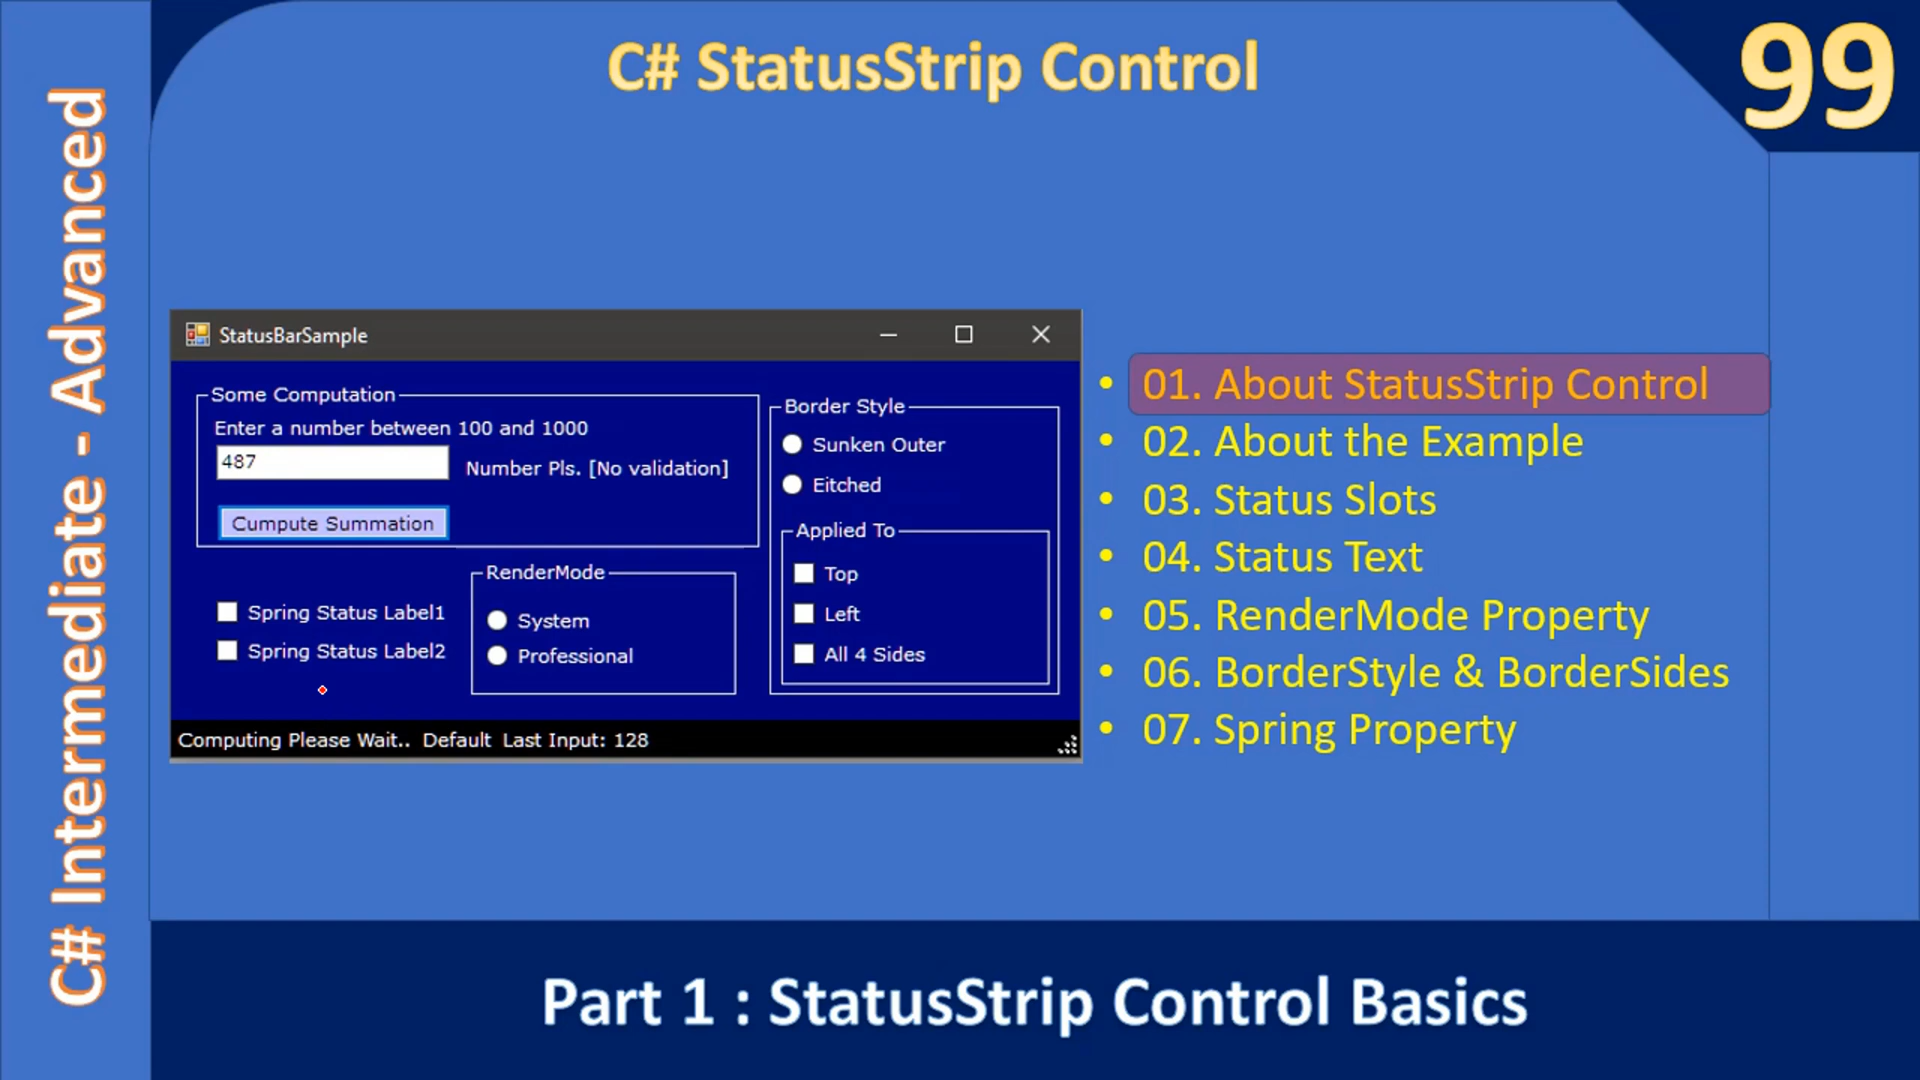 C# StatusStrip Control
99
C# Intermediate - Advanced
StatusBarSample
Some Computation
Enter a number between 100 and 1000
487
Number Pls. [No validation]
Cumpute Summation
Spring Status Label1
Spring Status Label2
RenderMode
System
Professional
Border Style
Sunken Outer
Eitched
Applied To
Top
Left
All 4 Sides
Computing Please Wait.. Default Last Input: 128
• 01. About StatusStrip Control
• 02. About the Example
• 03. Status Slots
• 04. Status Text
• 05. RenderMode Property
• 06. BorderStyle & BorderSides
• 07. Spring Property
Part 1 : StatusStrip Control Basics